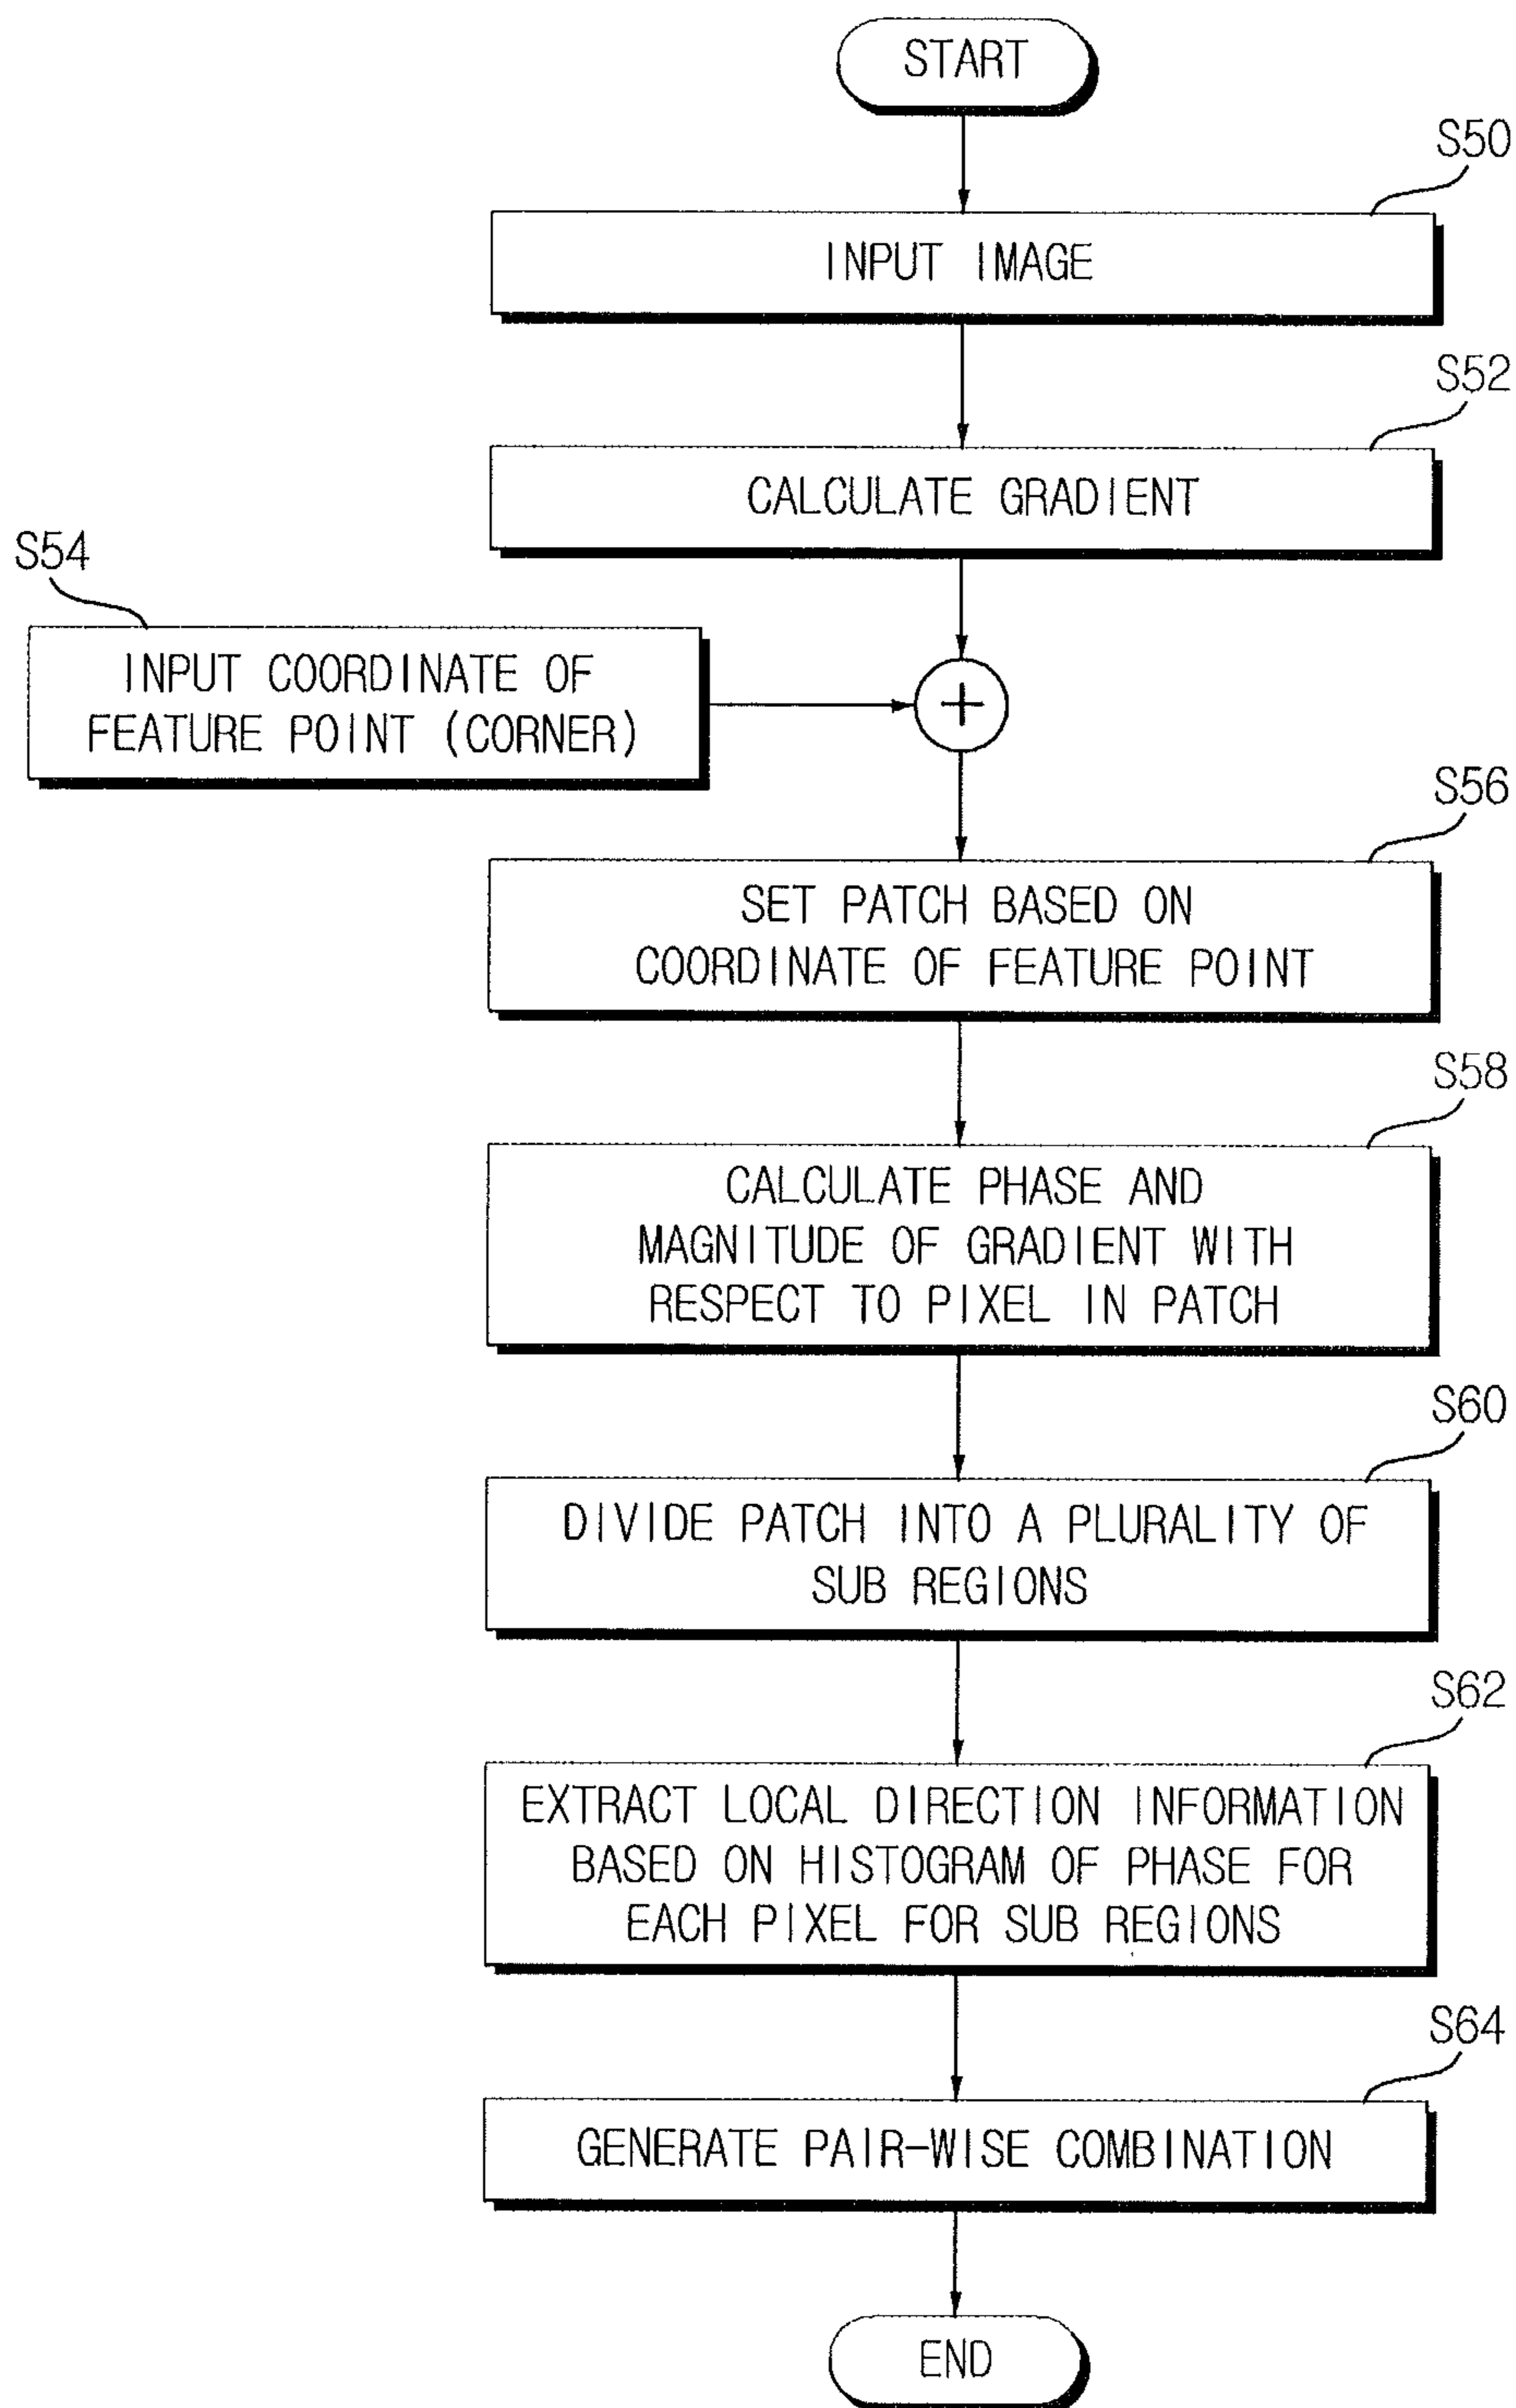 START
S50
INPUT IMAGE
S52
CALCULATE GRADIENT
S54
INPUT COORDINATE OF
FEATURE POINT (CORNER)
+
S56
SET PATCH BASED ON
COORDINATE OF FEATURE POINT
S58
CALCULATE PHASE AND
MAGNITUDE OF GRADIENT WITH
RESPECT TO PIXEL IN PATCH
S60
DIVIDE PATCH INTO A PLURALITY OF
SUB REGIONS
S62
EXTRACT LOCAL DIRECTION INFORMATION
BASED ON HISTOGRAM OF PHASE FOR
EACH PIXEL FOR SUB REGIONS
S64
GENERATE PAIR-WISE COMBINATION
END